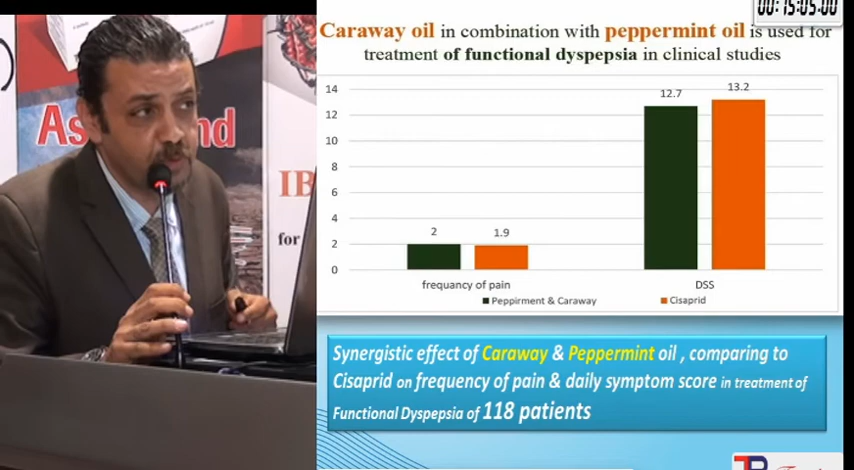 00:15:05:00
Caraway oil in combination with peppermint oil is used for
treatment of functional dyspepsia in clinical studies
14
12
10
8
6
4
2
0
2
1.9
12.7
13.2
frequancy of pain
DSS
Peppirment & Caraway
Cisaprid
Synergistic effect of Caraway & Peppermint oil , comparing to
Cisaprid on frequency of pain & daily symptom score in treatment of
Functional Dyspepsia of 118 patients
As
nd
IB
for